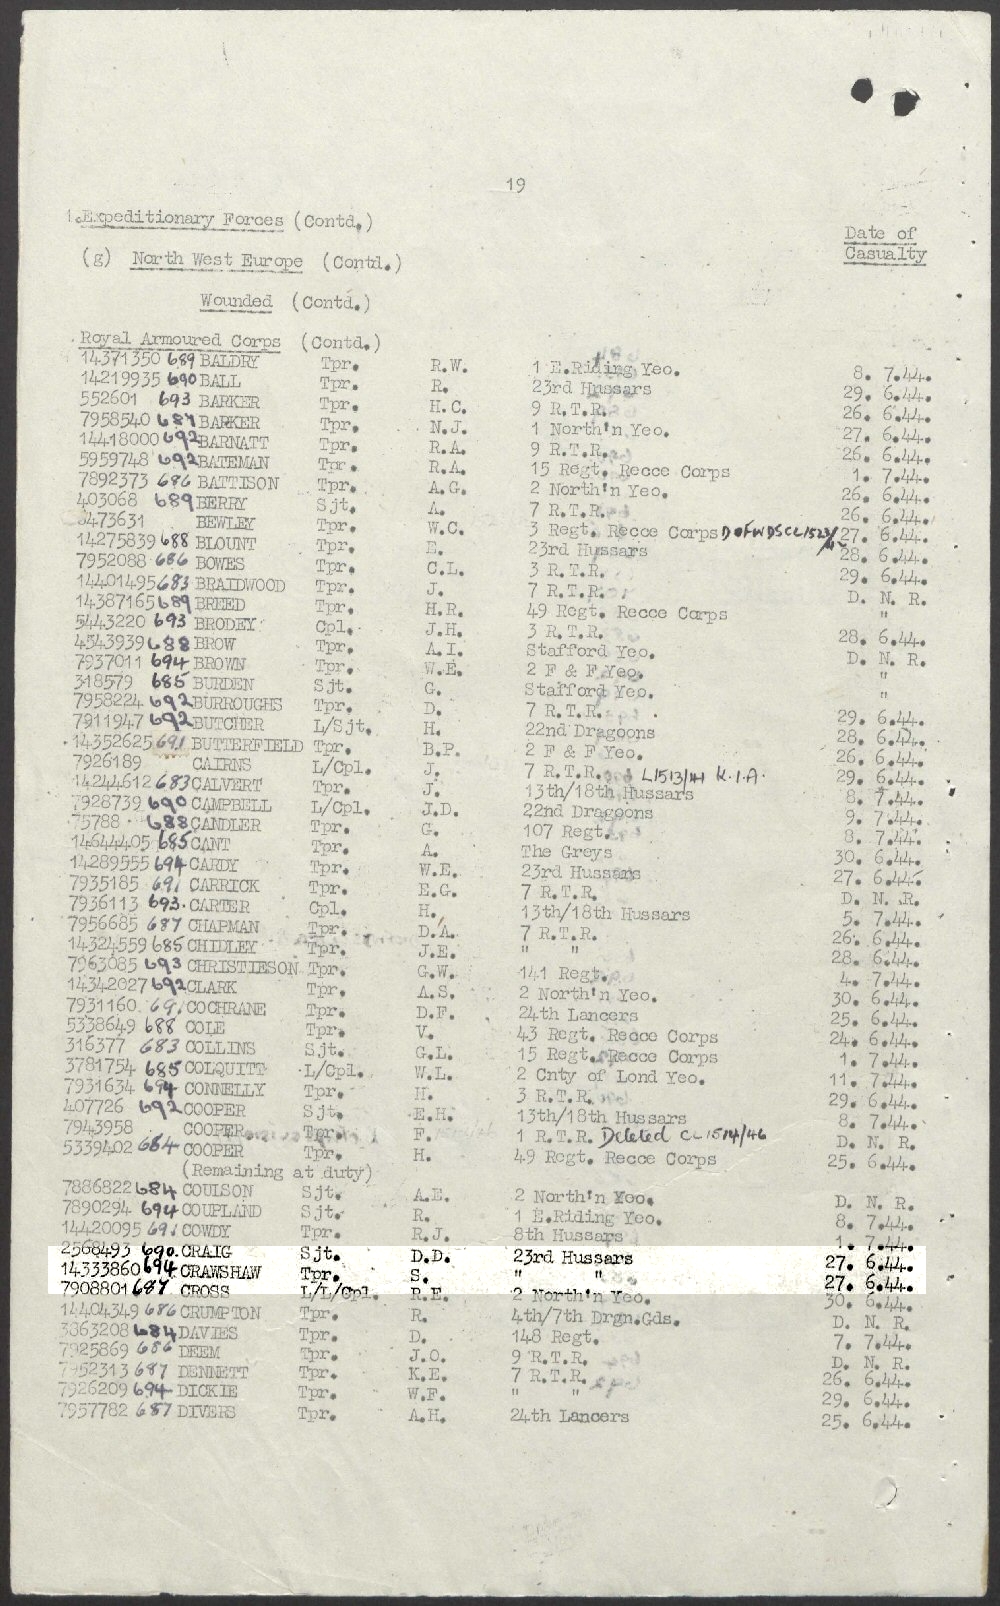 19
1.Expeditionary Forces (Contd.)
Date of
Casualty
(g) North West Europe (Contd.)
Wounded (Contd.)
Royal Armoured Corps (Contd.)
14371350 689 BALDRY Tpr. R.W. 1 E.Riding Yeo. 8. 7.44.
14219935 690 BALL Tpr. R. 23rd Hussars 29. 6.44.
552601 693 BARKER Tpr. H.C. 9 R.T.R. 26. 6.44.
7958540 687 BARKER Tpr. N.J. 1 North'n Yeo. 27. 6.44.
14418000 692 BARNATT Tpr. R.A. 9 R.T.R. 26. 6.44.
5959748 692 BATEMAN Tpr. R.A. 15 Regt. Recce Corps 1. 7.44.
7892373 686 BATTISON Tpr. A.G. 2 North'n Yeo. 26. 6.44.
403068 689 BERRY Sjt. A. 7 R.T.R. 26. 6.44.
473631 BEWLEY Tpr. W.C. 3 Regt. Recce Corps D OF WDS CL1523/42 27. 6.44.
14275839 688 BLOUNT Tpr. E. 23rd Hussars 28. 6.44.
7952088 686 BOWES Tpr. C.L. 3 R.T.R. 29. 6.44.
14401495 683 BRAIDWOOD Tpr. J. 7 R.T.R. D. N. R.
14387165 689 BREED Tpr. H.R. 49 Regt. Recce Corps "
5443220 693 BRODEY Cpl. J.H. 3 R.T.R. 28. 6.44.
4543939 688 BROW Tpr. A.I. Stafford Yeo. D. N. R.
7937011 694 BROWN Tpr. W.E. 2 F & F Yeo. "
318579 685 BURDEN Sjt. G. Stafford Yeo. "
7958224 692 BURROUGHS Tpr. D. 7 R.T.R. 29. 6.44.
7911947 692 BUTCHER L/Sjt. H. 22nd Dragoons 28. 6.44.
14352625 691 BUTTERFIELD Tpr. B.P. 2 F & F Yeo. 26. 6.44.
7926189 CAIRNS L/Cpl. J. 7 R.T.R. L1513/41 K.I.A. 29. 6.44.
14244612 683 CALVERT Tpr. J. 13th/18th Hussars 8. 7.44.
7928739 690 CAMPBELL L/Cpl. J.D. 22nd Dragoons 9. 7.44.
75788 688 CANDLER Tpr. G. 107 Regt. 8. 7.44.
14644405 685 CANT Tpr. A. The Greys 30. 6.44.
14289555 694 CARDY Tpr. W.E. 23rd Hussars 27. 6.44.
7935185 691 CARRICK Tpr. E.G. 7 R.T.R. D. N. R.
7936113 693. CARTER Cpl. H. 13th/18th Hussars 5. 7.44.
7956685 687 CHAPMAN Tpr. D.A. 7 R.T.R. 26. 6.44.
14324559 685 CHIDLEY Tpr. J.E. " " 28. 6.44.
7963085 693 CHRISTIESON Tpr. G.W. 141 Regt. 4. 7.44.
14342027 692 CLARK Tpr. A.S. 2 North'n Yeo. 30. 6.44.
7931160 691 COCHRANE Tpr. D.F. 24th Lancers 25. 6.44.
5338649 688 COLE Tpr. V. 43 Regt. Recce Corps 24. 6.44.
316377 683 COLLINS Sjt. G.L. 15 Regt. Recce Corps 1. 7.44.
3781754 685 COLQUITT L/Cpl. W.L. 2 Cnty of Lond Yeo. 11. 7.44.
7931634 694 CONNELLY Tpr. H. 3 R.T.R. 29. 6.44.
407726 692 COOPER Sjt. E.H. 13th/18th Hussars 8. 7.44.
7943958 COOPER Tpr. F. 1 R.T.R. Deleted CL1514/46 D. N. R.
5339402 684 COOPER Tpr. H. 49 Regt. Recce Corps 25. 6.44.
(Remaining at duty)
7886822 684 COULSON Sjt. A.E. 2 North'n Yeo. D. N. R.
7890294 694 COUPLAND Sjt. R. 1 E.Riding Yeo. 8. 7.44.
14420095 691 COWDY Tpr. R.J. 8th Hussars 1. 7.44.
2568493 690. CRAIG Sjt. D.D. 23rd Hussars 27. 6.44.
14333860 694 CRAWSHAW Tpr. S. " " 27. 6.44.
7908801 687 CROSS L/L/Cpl. R.E. 2 North'n Yeo. 30. 6.44.
14404349 686 CRUMPTON Tpr. R. 4th/7th Drgn.Gds. D. N. R.
3863208 684 DAVIES Tpr. D. 148 Regt. 7. 7.44.
7925869 686 DEEM Tpr. J.O. 9 R.T.R. D. N. R.
7952313 687 DENNETT Tpr. K.E. 7 R.T.R. 26. 6.44.
7926209 694 DICKIE Tpr. W.F. " " 29. 6.44.
7957782 687 DIVERS Tpr. A.H. 24th Lancers 25. 6.44.